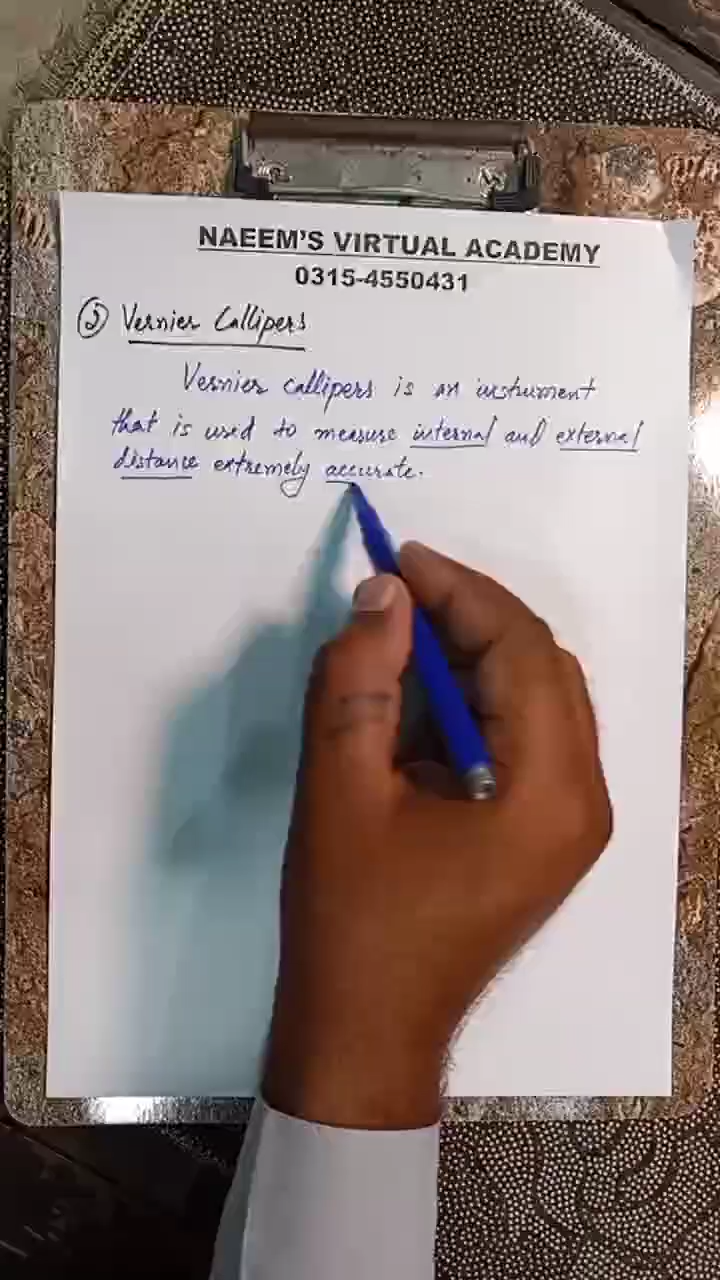 NAEEM'S VIRTUAL ACADEMY
0315-4550431
② Vernier Callipers
Vernier callipers is an instrument
that is used to measure internal and external
distance extremely accurate.